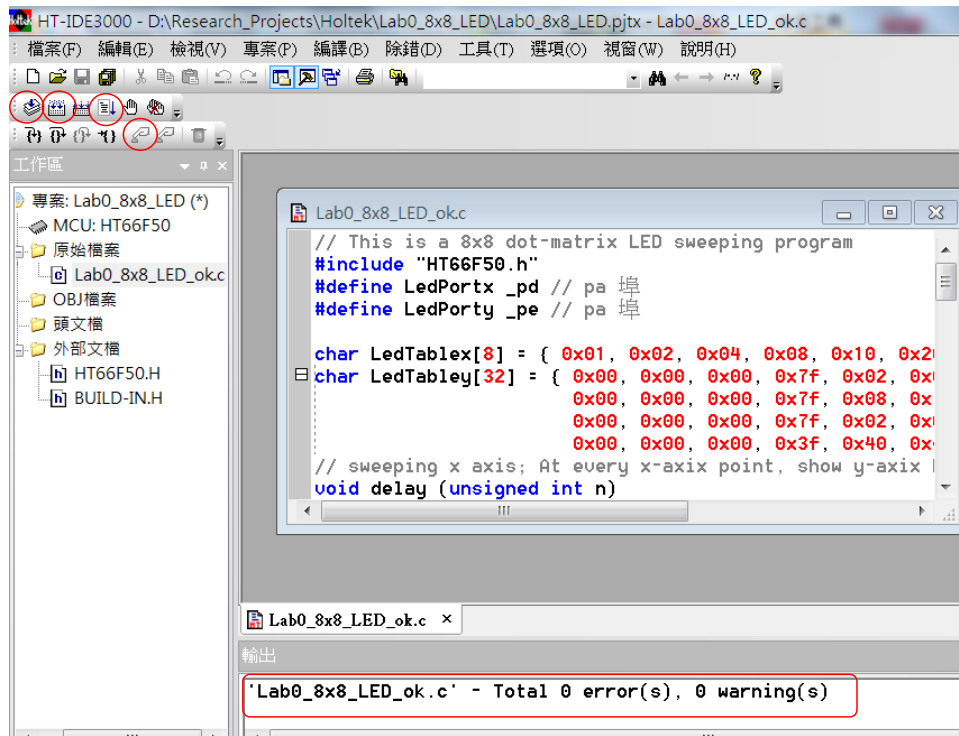 HT-IDE3000 - D:\Research_Projects\Holtek\Lab0_8x8_LED\Lab0_8x8_LED.pjtx - Lab0_8x8_LED_ok.c
檔案(F) 編輯(E) 檢視(V) 專案(P) 編譯(B) 除錯(D) 工具(T) 選項(O) 視窗(W) 說明(H)
工作區
專案: Lab0_8x8_LED (*)
MCU: HT66F50
原始檔案
Lab0_8x8_LED_ok.c
OBJ檔案
頭文檔
外部文檔
HT66F50.H
BUILD-IN.H
Lab0_8x8_LED_ok.c
// This is a 8x8 dot-matrix LED sweeping program
#include "HT66F50.h"
#define LedPortx _pd // pa 埠
#define LedPorty _pe // pa 埠
char LedTablex[8] = { 0x01, 0x02, 0x04, 0x08, 0x10, 0x2
char LedTabley[32] = { 0x00, 0x00, 0x00, 0x7f, 0x02, 0x
0x00, 0x00, 0x00, 0x7f, 0x08, 0x
0x00, 0x00, 0x00, 0x7f, 0x02, 0x
0x00, 0x00, 0x00, 0x3f, 0x40, 0x
// sweeping x axis; At every x-axix point, show y-axix
void delay (unsigned int n)
Lab0_8x8_LED_ok.c
輸出
'Lab0_8x8_LED_ok.c' - Total 0 error(s), 0 warning(s)